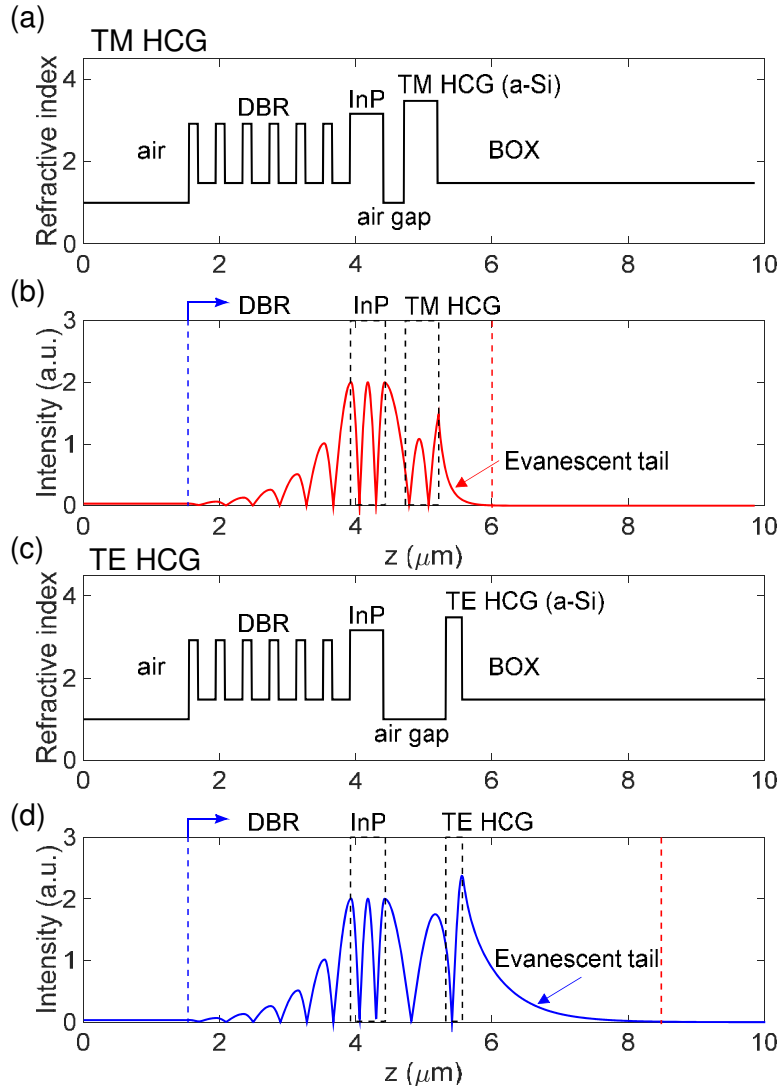 (a)
TM HCG
Refractive index
4
2
0
air
DBR
InP
TM HCG (a-Si)
air gap
BOX
0 2 4 6 8 10
(b)
DBR InP TM HCG
Intensity (a.u.)
3
2
1
0
Evanescent tail
0 2 4 6 8 10
z (μm)
(c)
TE HCG
Refractive index
4
2
0
air
DBR
InP
TE HCG (a-Si)
air gap
BOX
0 2 4 6 8 10
(d)
DBR InP TE HCG
Intensity (a.u.)
3
2
1
0
Evanescent tail
0 2 4 6 8 10
z (μm)